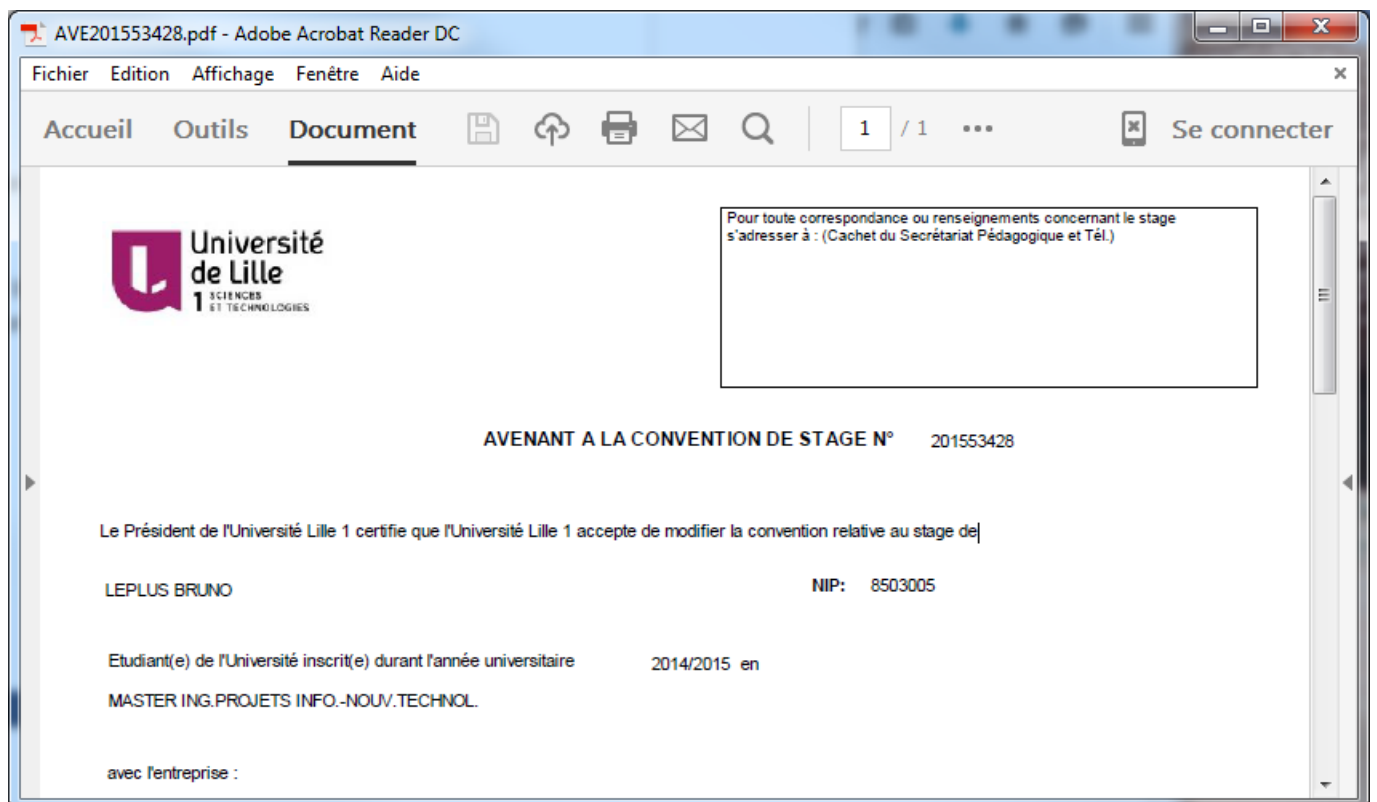 AVE201553428.pdf - Adobe Acrobat Reader DC
Fichier Edition Affichage Fenêtre Aide
Accueil Outils Document 1 / 1 Se connecter
Université
de Lille
1 SCIENCES
ET TECHNOLOGIES
Pour toute correspondance ou renseignements concernant le stage
s'adresser à : (Cachet du Secrétariat Pédagogique et Tél.)
AVENANT A LA CONVENTION DE STAGE N° 201553428
Le Président de l'Université Lille 1 certifie que l'Université Lille 1 accepte de modifier la convention relative au stage de
LEPLUS BRUNO NIP: 8503005
Etudiant(e) de l'Université inscrit(e) durant l'année universitaire 2014/2015 en
MASTER ING.PROJETS INFO.-NOUV.TECHNOL.
avec l'entreprise :